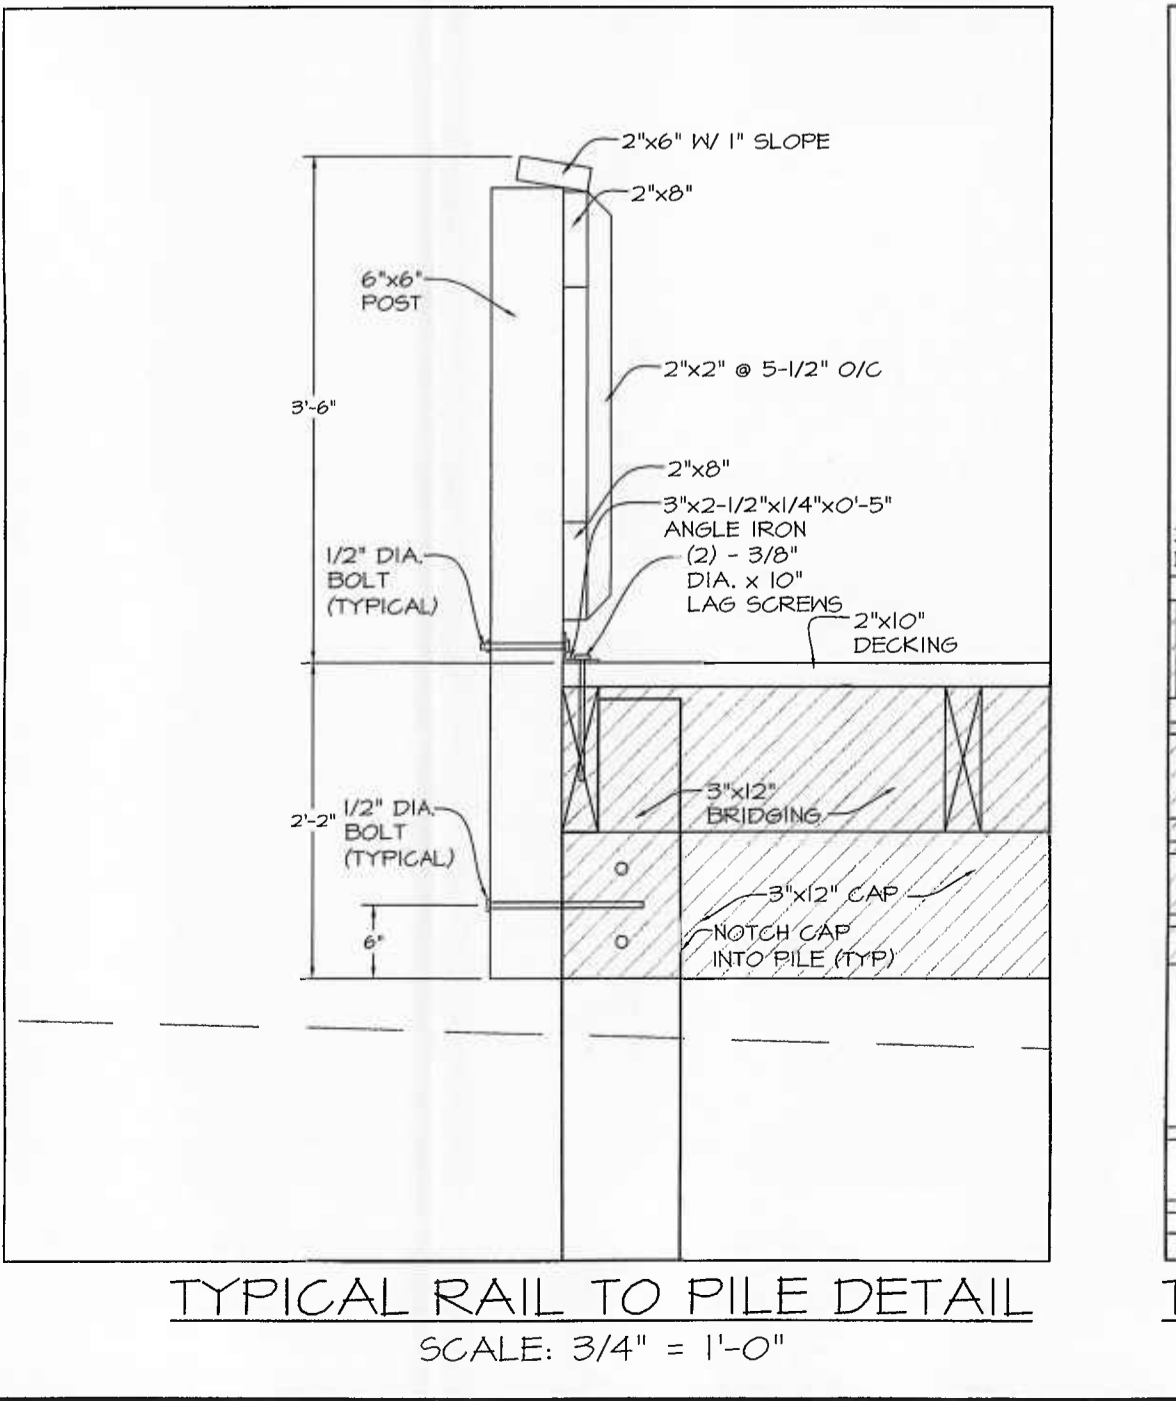 2"x6" W/ 1" SLOPE
2"x8"
6"x6"
POST
2"x2" @ 5-1/2" O/C
3'-6"
2"x8"
3"x2-1/2"x1/4"x0'-5"
ANGLE IRON
(2) - 3/8"
DIA. x 10"
LAG SCREWS
1/2" DIA.
BOLT
(TYPICAL)
2"x10"
DECKING
3"x12"
BRIDGING
2'-2"
1/2" DIA.
BOLT
(TYPICAL)
3"x12" CAP
NOTCH CAP
INTO PILE (TYP)
6"
TYPICAL RAIL TO PILE DETAIL
SCALE: 3/4" = 1'-0"